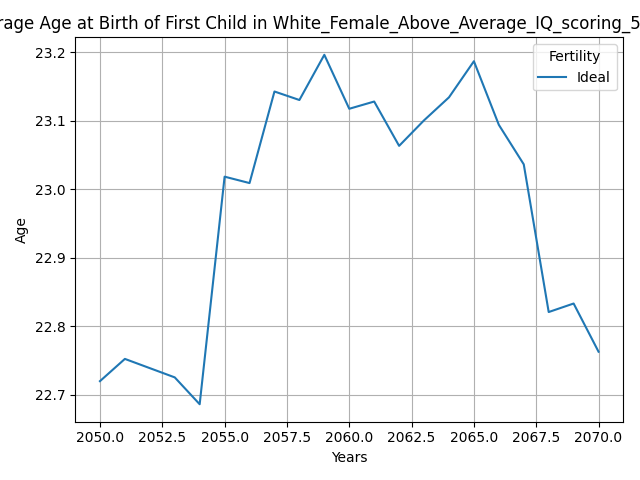 rage Age at Birth of First Child in White_Female_Above_Average_IQ_scoring_5
Fertility
Ideal
23.2
23.1
23.0
22.9
22.8
22.7
Age
2050.0 2052.5 2055.0 2057.5 2060.0 2062.5 2065.0 2067.5 2070.0
Years